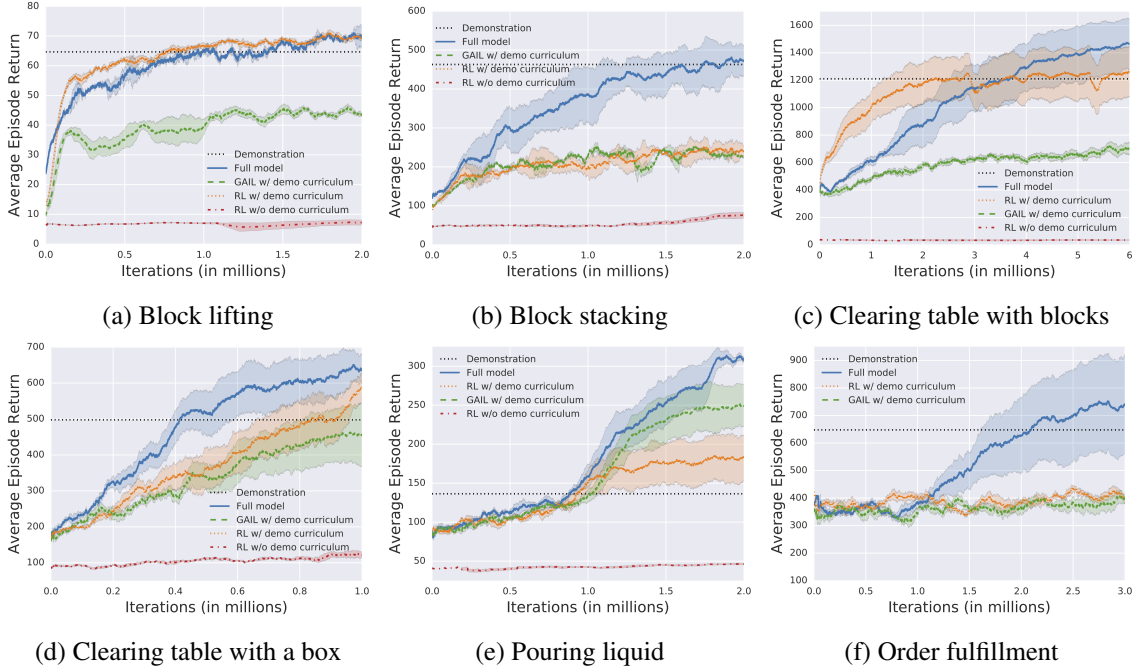 Average Episode Return
80
70
60
50
40
30
20
10
0
Demonstration
Full model
GAIL w/ demo curriculum
RL w/ demo curriculum
RL w/o demo curriculum
0.0 0.5 1.0 1.5 2.0
Iterations (in millions)
(a) Block lifting
Average Episode Return
600
500
400
300
200
100
0
Demonstration
Full model
GAIL w/ demo curriculum
RL w/ demo curriculum
RL w/o demo curriculum
0.0 0.5 1.0 1.5 2.0
Iterations (in millions)
(b) Block stacking
Average Episode Return
1600
1400
1200
1000
800
600
400
200
0
Demonstration
Full model
RL w/ demo curriculum
GAIL w/ demo curriculum
RL w/o demo curriculum
0 1 2 3 4 5 6
Iterations (in millions)
(c) Clearing table with blocks
Average Episode Return
700
600
500
400
300
200
100
Demonstration
Full model
GAIL w/ demo curriculum
RL w/ demo curriculum
RL w/o demo curriculum
0.0 0.2 0.4 0.6 0.8 1.0
Iterations (in millions)
(d) Clearing table with a box
Average Episode Return
300
250
200
150
100
50
Demonstration
Full model
RL w/ demo curriculum
GAIL w/ demo curriculum
RL w/o demo curriculum
0.0 0.5 1.0 1.5 2.0
Iterations (in millions)
(e) Pouring liquid
Average Episode Return
900
800
700
600
500
400
300
200
100
Demonstration
Full model
RL w/ demo curriculum
GAIL w/ demo curriculum
0.0 0.5 1.0 1.5 2.0 2.5 3.0
Iterations (in millions)
(f) Order fulfillment